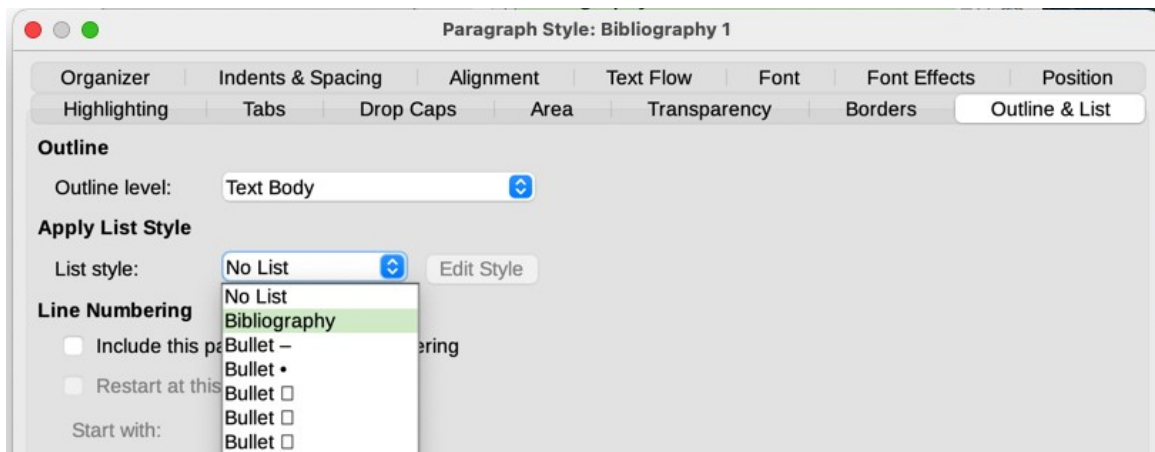 Paragraph Style: Bibliography 1
Organizer Indents & Spacing Alignment Text Flow Font Font Effects Position
Highlighting Tabs Drop Caps Area Transparency Borders Outline & List
Outline
Outline level: Text Body
Apply List Style
List style: No List Edit Style
No List
Line Numbering
Bibliography
Include this pa ering
Bullet –
Bullet •
Restart at this
Bullet □
Bullet □
Start with:
Bullet □